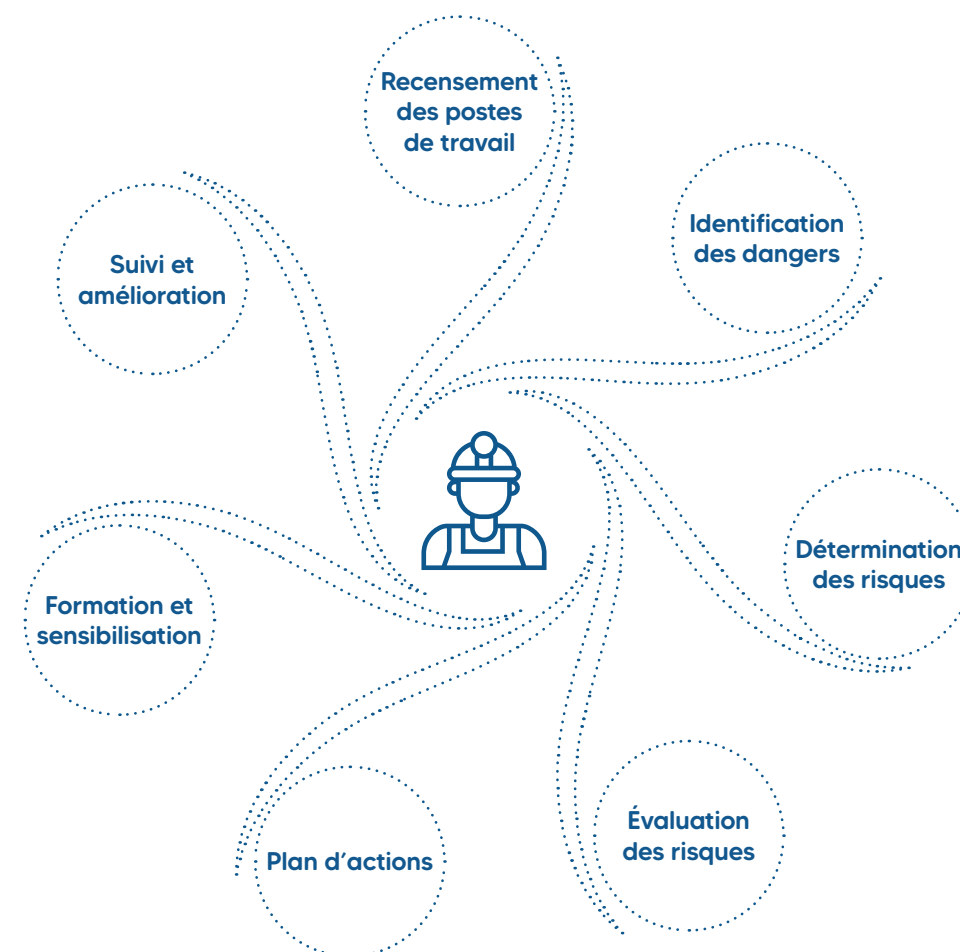 Recensement
des postes
de travail
Identification
des dangers
Détermination
des risques
Évaluation
des risques
Plan d'actions
Formation et
sensibilisation
Suivi et
amélioration